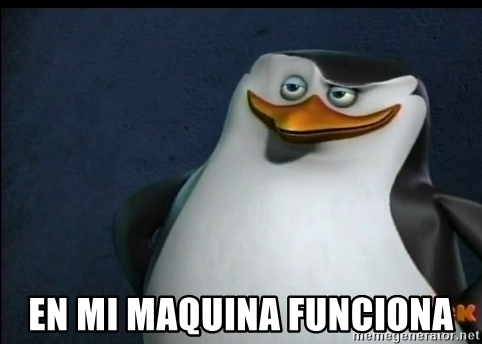 EN MI MAQUINA FUNCIONA
memegenerator.net